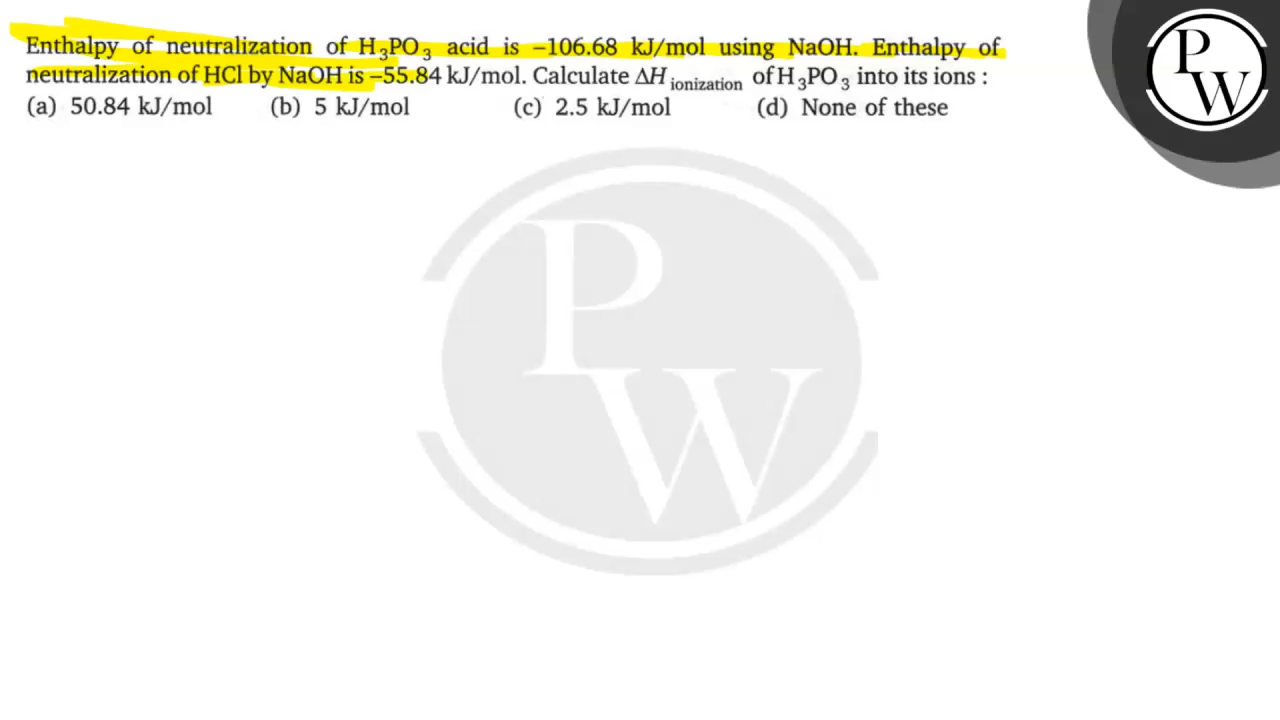 Enthalpy of neutralization of H₃PO₃ acid is −106.68 kJ/mol using NaOH. Enthalpy of
neutralization of HCl by NaOH is −55.84 kJ/mol. Calculate ΔH ionization of H₃PO₃ into its ions :
(a) 50.84 kJ/mol (b) 5 kJ/mol (c) 2.5 kJ/mol (d) None of these
P
W
P
W